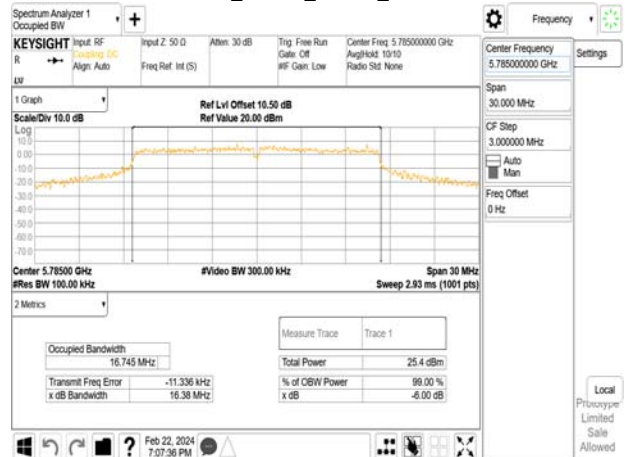 Spectrum Analyzer 1
Occupied BW
Frequency
KEYSIGHT
Input: RF
Coupling: DC
Align: Auto
Input Z: 50 Ω
Freq Ref: Int (S)
Atten: 30 dB
Trig: Free Run
Gate: Off
#IF Gain: Low
Center Freq: 5.785000000 GHz
Avg|Hold: 10/10
Radio Std: None
R
LU
Center Frequency
5.785000000 GHz
Settings
Span
30.000 MHz
CF Step
3.000000 MHz
Auto
Man
Freq Offset
0 Hz
1 Graph
Ref Lvl Offset 10.50 dB
Scale/Div 10.0 dB
Ref Value 20.00 dBm
Log
10.0
0.00
-10.0
-20.0
-30.0
-40.0
-50.0
-60.0
-70.0
Center 5.78500 GHz
#Video BW 300.00 kHz
Span 30 MHz
#Res BW 100.00 kHz
Sweep 2.93 ms (1001 pts)
2 Metrics
Measure Trace
Trace 1
Occupied Bandwidth
16.745 MHz
Total Power
25.4 dBm
Transmit Freq Error
-11.336 kHz
% of OBW Power
99.00 %
x dB Bandwidth
16.38 MHz
x dB
-6.00 dB
Local
Prototype
Limited
Sale
Allowed
?
Feb 22, 2024
7:07:36 PM